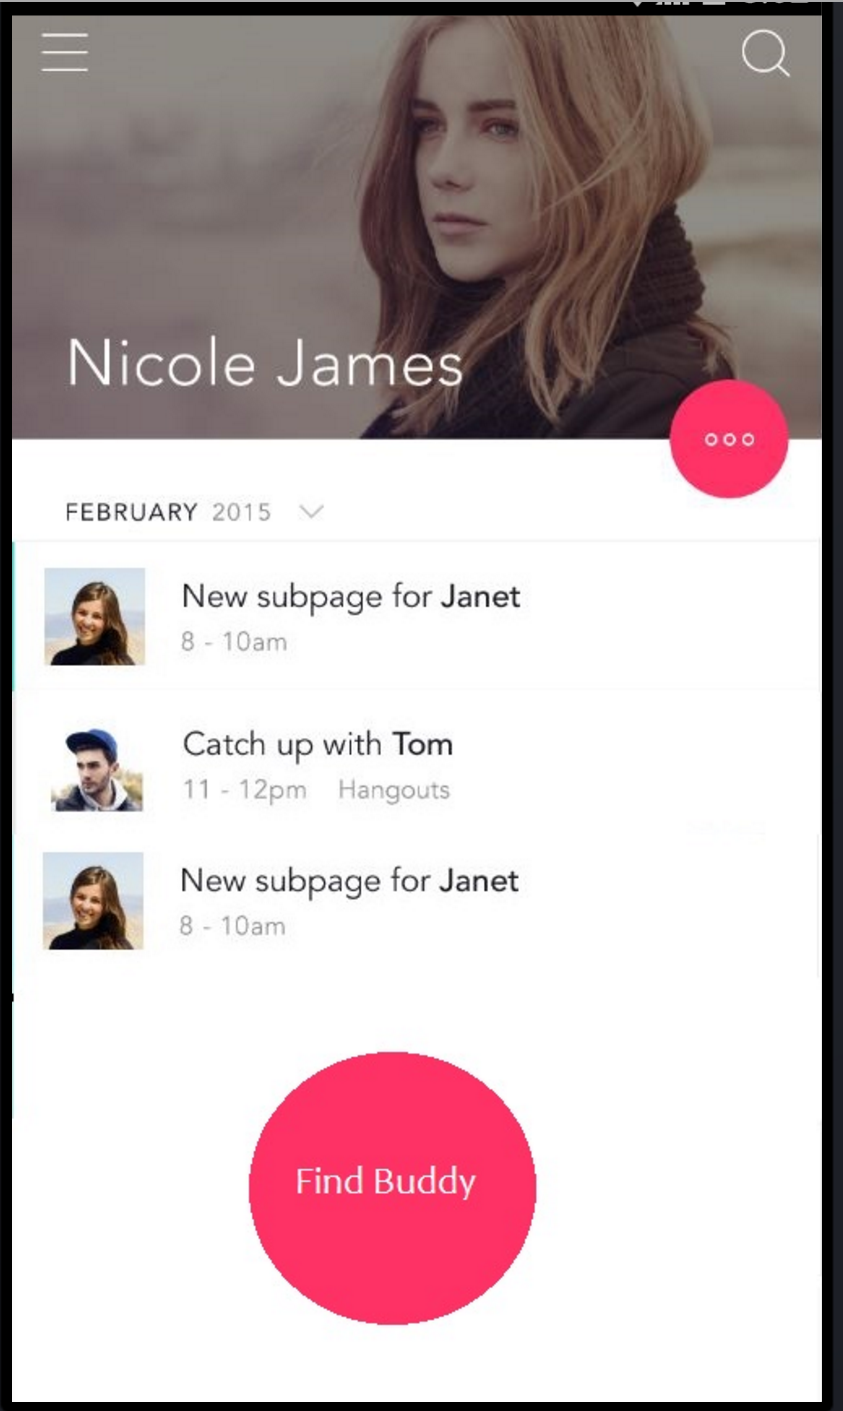 Nicole James
FEBRUARY 2015
New subpage for Janet
8 - 10am
Catch up with Tom
11 - 12pm Hangouts
New subpage for Janet
8 - 10am
Find Buddy